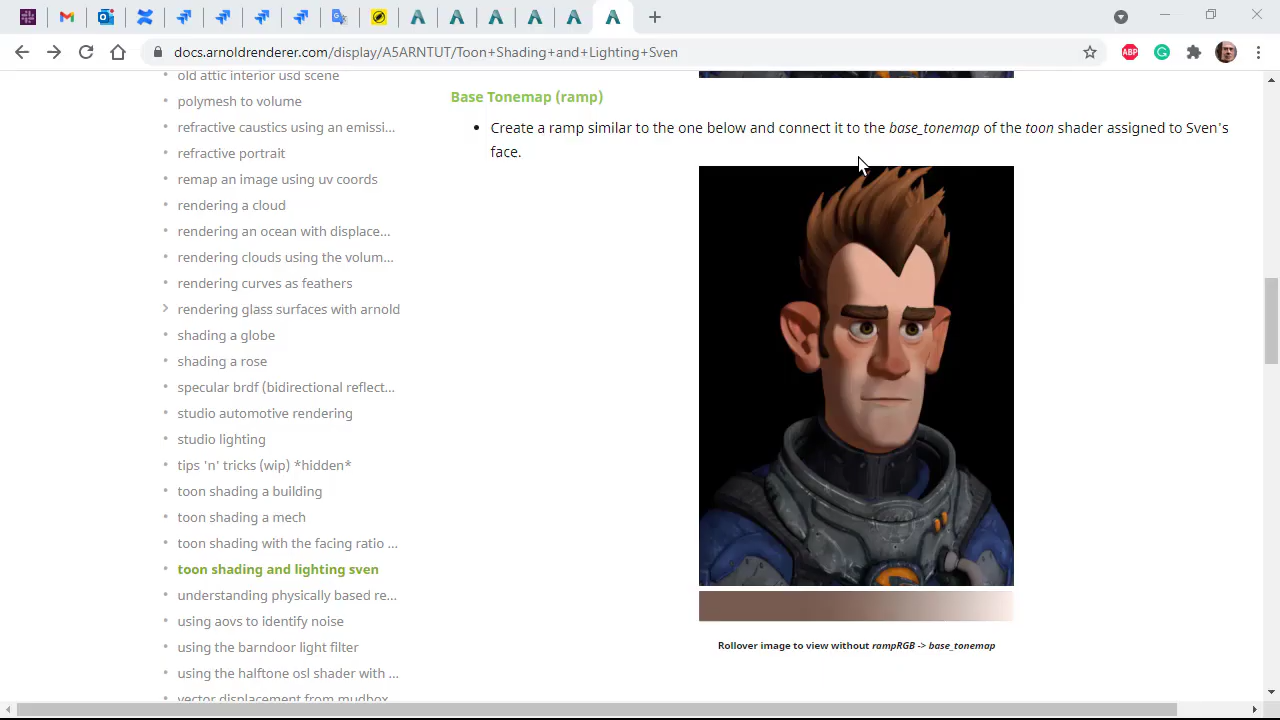 docs.arnoldrenderer.com/display/A5ARNTUT/Toon+Shading+and+Lighting+Sven
ABP
old attic interior usd scene
polymesh to volume
refractive caustics using an emissi...
refractive portrait
remap an image using uv coords
rendering a cloud
rendering an ocean with displace...
rendering clouds using the volum...
rendering curves as feathers
rendering glass surfaces with arnold
shading a globe
shading a rose
specular brdf (bidirectional reflect...
studio automotive rendering
studio lighting
tips 'n' tricks (wip) *hidden*
toon shading a building
toon shading a mech
toon shading with the facing ratio ...
toon shading and lighting sven
understanding physically based re...
using aovs to identify noise
using the barndoor light filter
using the halftone osl shader with ...
vector displacement from mudbox
Base Tonemap (ramp)
• Create a ramp similar to the one below and connect it to the base_tonemap of the toon shader assigned to Sven's
face.
Rollover image to view without rampRGB -> base_tonemap